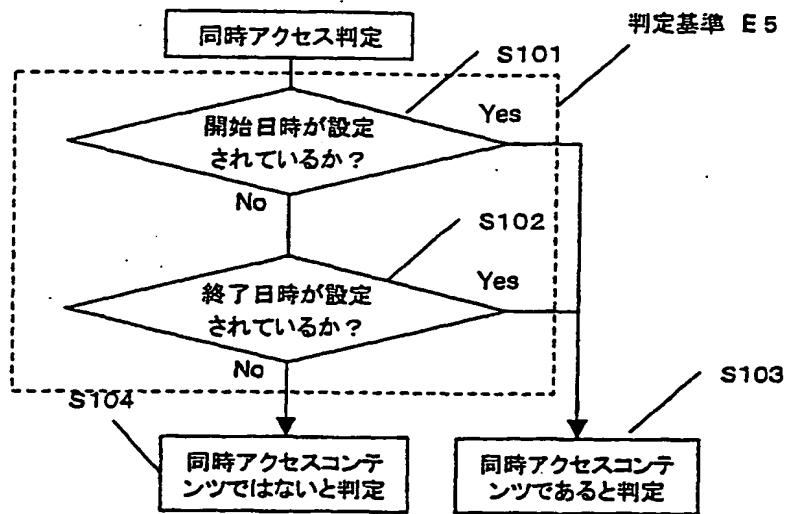 同時アクセス判定
判定基準 E5
S101
開始日時が設定
されているか?
Yes
No
S102
終了日時が設定
されているか?
Yes
No
S104
S103
同時アクセスコンテ
ンツではないと判定
同時アクセスコンテ
ンツであると判定